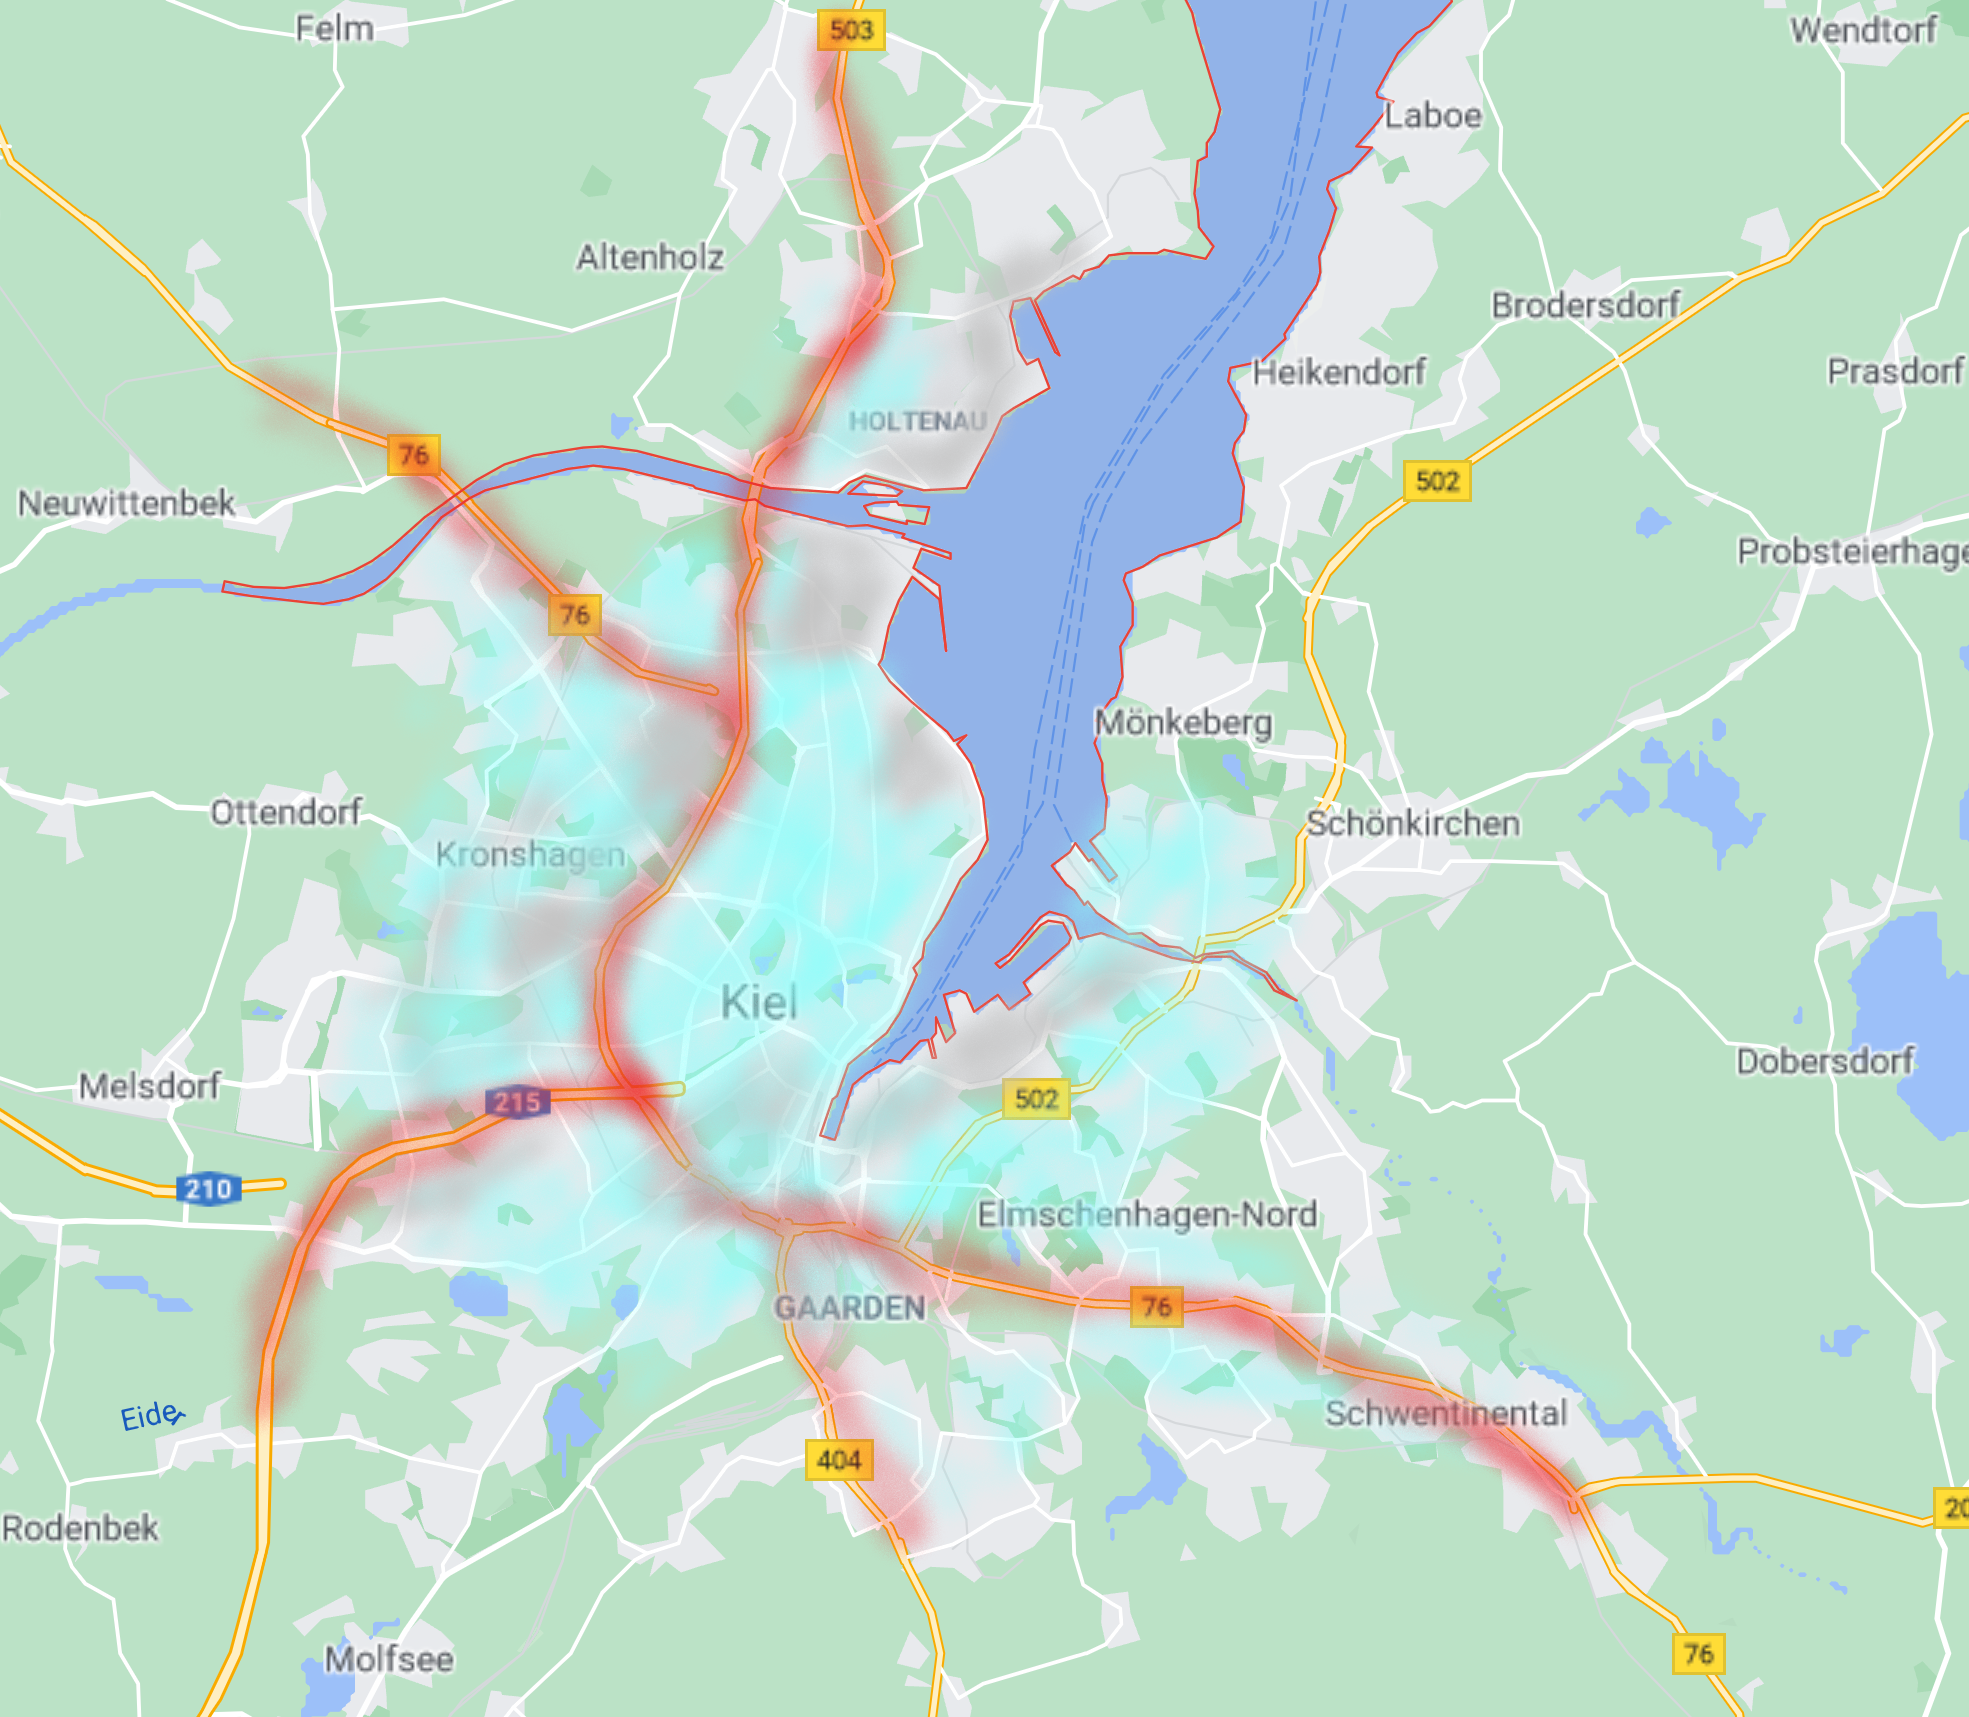 Felm
503
Wendtorf
Laboe
Altenholz
Brodersdorf
Heikendorf
Prasdorf
HOLTENAU
76
502
Neuwittenbek
Probsteierhage
76
Mönkeberg
Ottendorf
Schönkirchen
Kronshagen
Kiel
Melsdorf
215
502
Dobersdorf
210
Elmschenhagen-Nord
GAARDEN
76
Eider
Schwentinental
404
20
Rodenbek
Molfsee
76